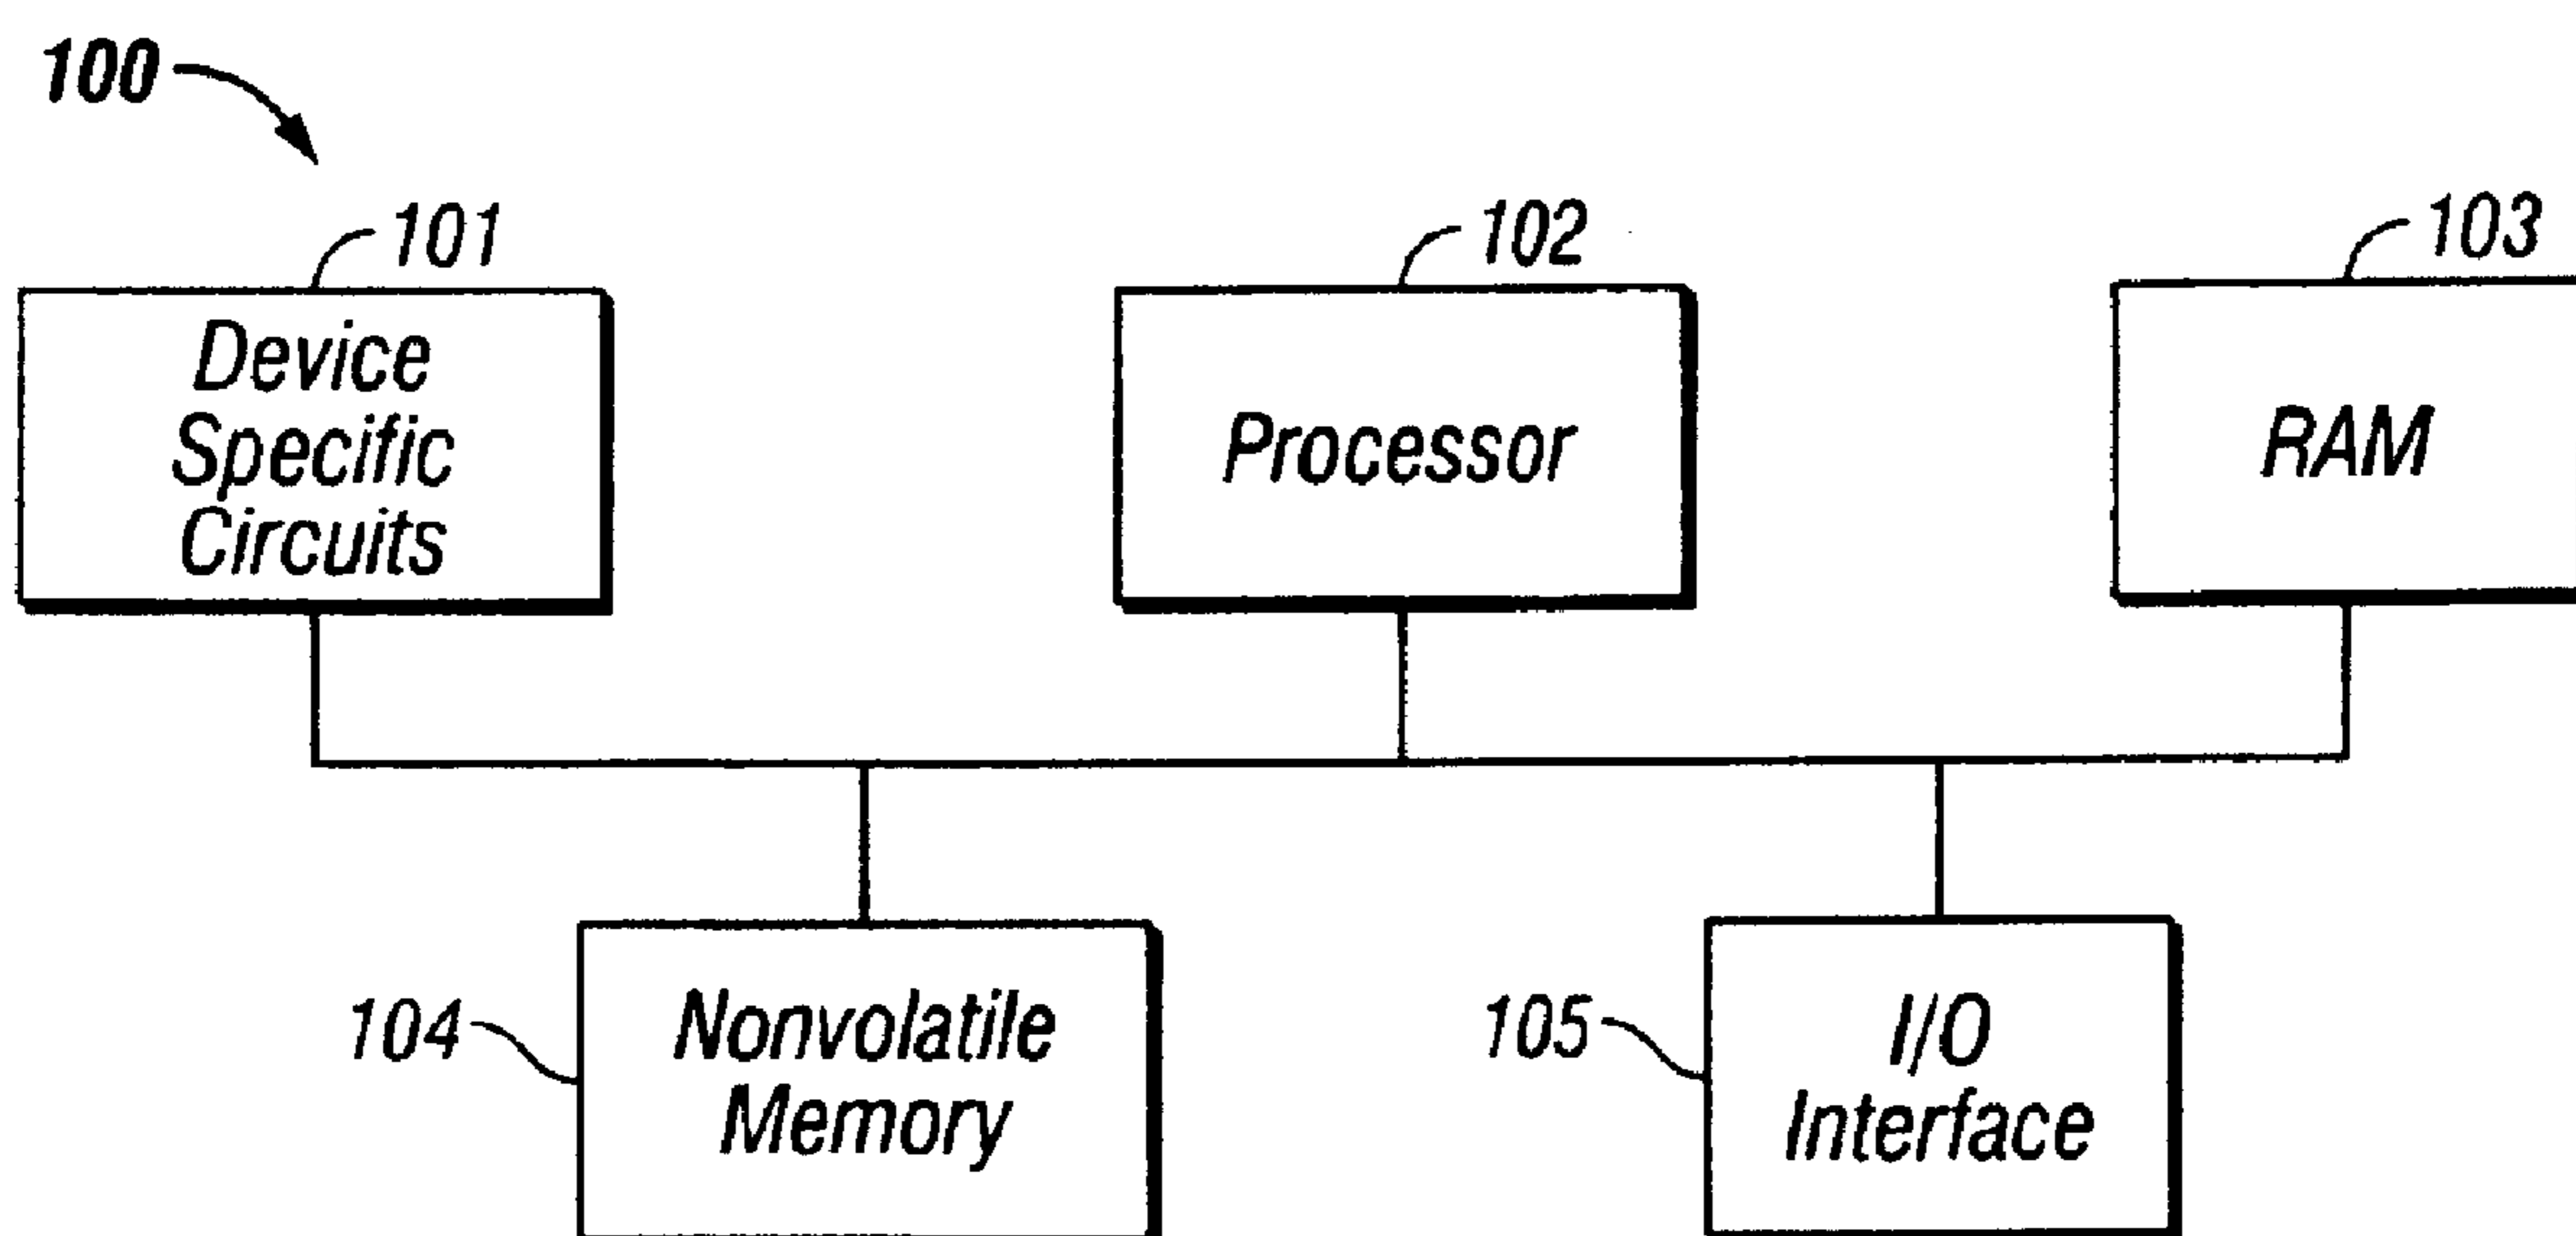 100
101
102
103
Device
Specific
Circuits
Processor
RAM
104
Nonvolatile
Memory
105
I/O
Interface